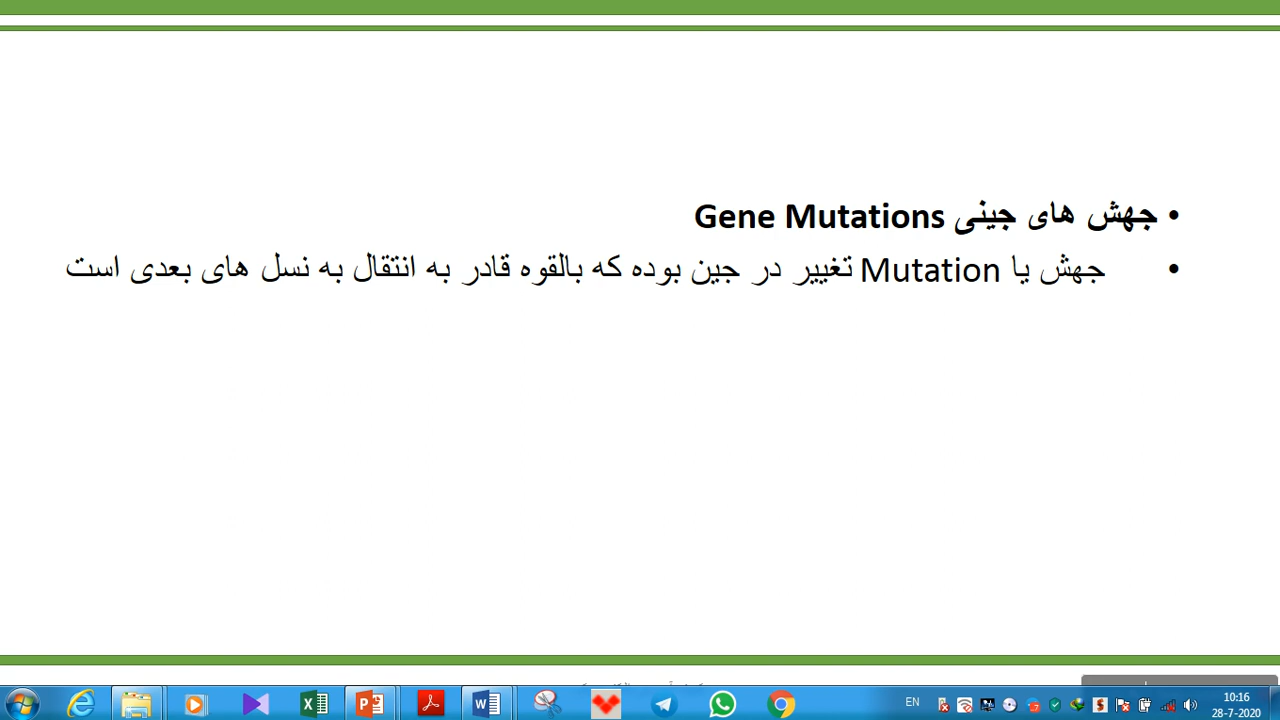 • جهش های جینی Gene Mutations
• جهش یا Mutation تغییر در جین بوده که بالقوه قادر به انتقال به نسل های بعدی است
EN
10:16
28-7-2020